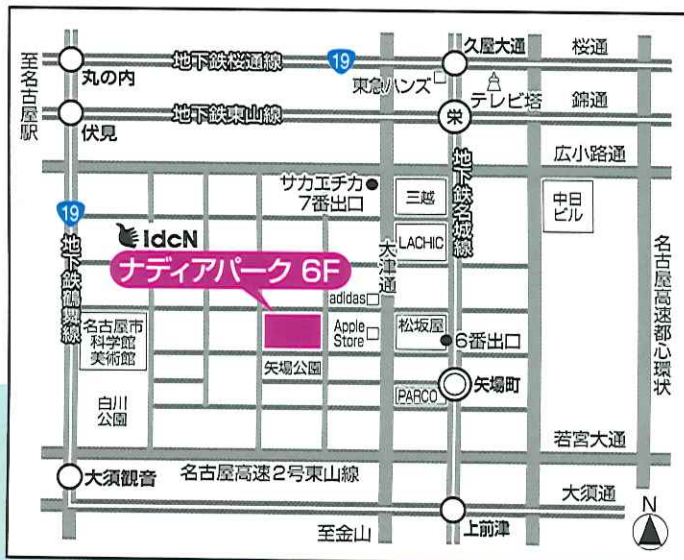 久屋大通
桜通
地下鉄桜通線
19
丸の内
東急ハンズ
テレビ塔
錦通
至名古屋駅
地下鉄東山線
栄
伏見
広小路通
サカエチカ
7番出口
三越
地下鉄名城線
中日
ビル
19
idcN
ナディアパーク 6F
大津通
LACHIC
名古屋高速都心環状
地下鉄鶴舞線
adidas
名古屋市
科学館
美術館
Apple
Store
松坂屋
6番出口
矢場公園
矢場町
白川
公園
PARCO
若宮大通
大須観音
名古屋高速2号東山線
大須通
至金山
上前津
N